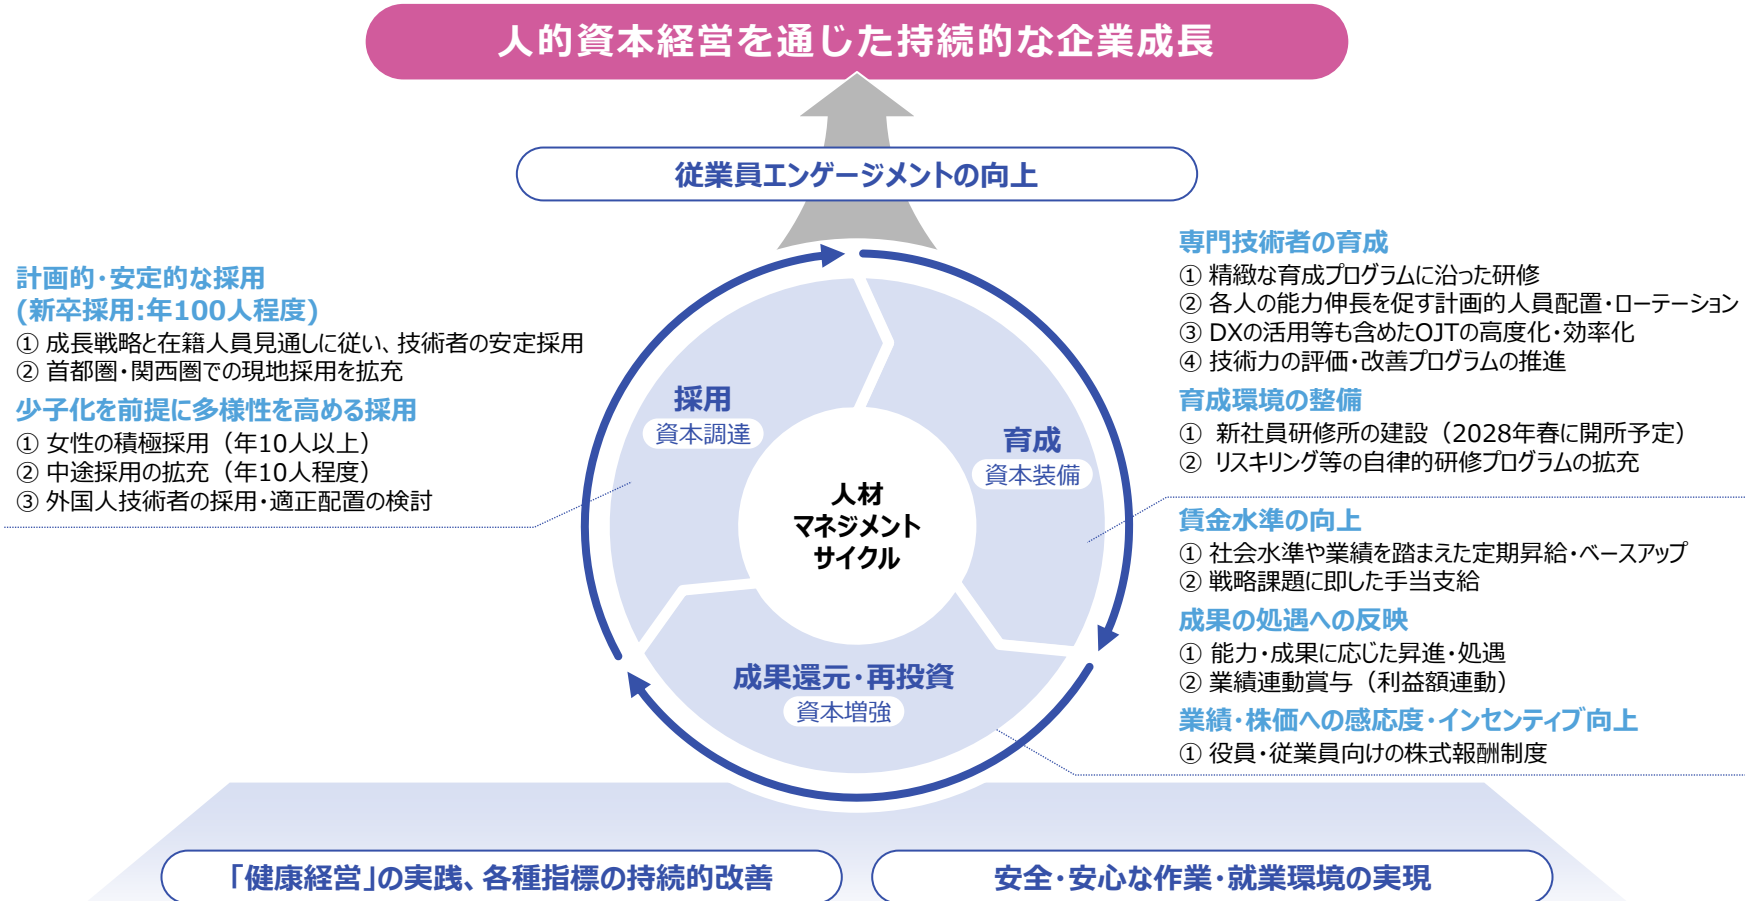 人的資本経営を通じた持続的な企業成長
従業員エンゲージメントの向上
計画的・安定的な採用
(新卒採用:年100人程度)
① 成長戦略と在籍人員見通しに従い、技術者の安定採用
② 首都圏・関西圏での現地採用を拡充
少子化を前提に多様性を高める採用
① 女性の積極採用（年10人以上）
② 中途採用の拡充（年10人程度）
③ 外国人技術者の採用・適正配置の検討
採用
資本調達
育成
資本装備
人材
マネジメント
サイクル
成果還元・再投資
資本増強
専門技術者の育成
① 精緻な育成プログラムに沿った研修
② 各人の能力伸長を促す計画的人員配置・ローテーション
③ DXの活用等も含めたOJTの高度化・効率化
④ 技術力の評価・改善プログラムの推進
育成環境の整備
① 新社員研修所の建設（2028年春に開所予定）
② リスキリング等の自律的研修プログラムの拡充
賃金水準の向上
① 社会水準や業績を踏まえた定期昇給・ベースアップ
② 戦略課題に即した手当支給
成果の処遇への反映
① 能力・成果に応じた昇進・処遇
② 業績連動賞与（利益額連動）
業績・株価への感応度・インセンティブ向上
① 役員・従業員向けの株式報酬制度
「健康経営」の実践、各種指標の持続的改善
安全・安心な作業・就業環境の実現